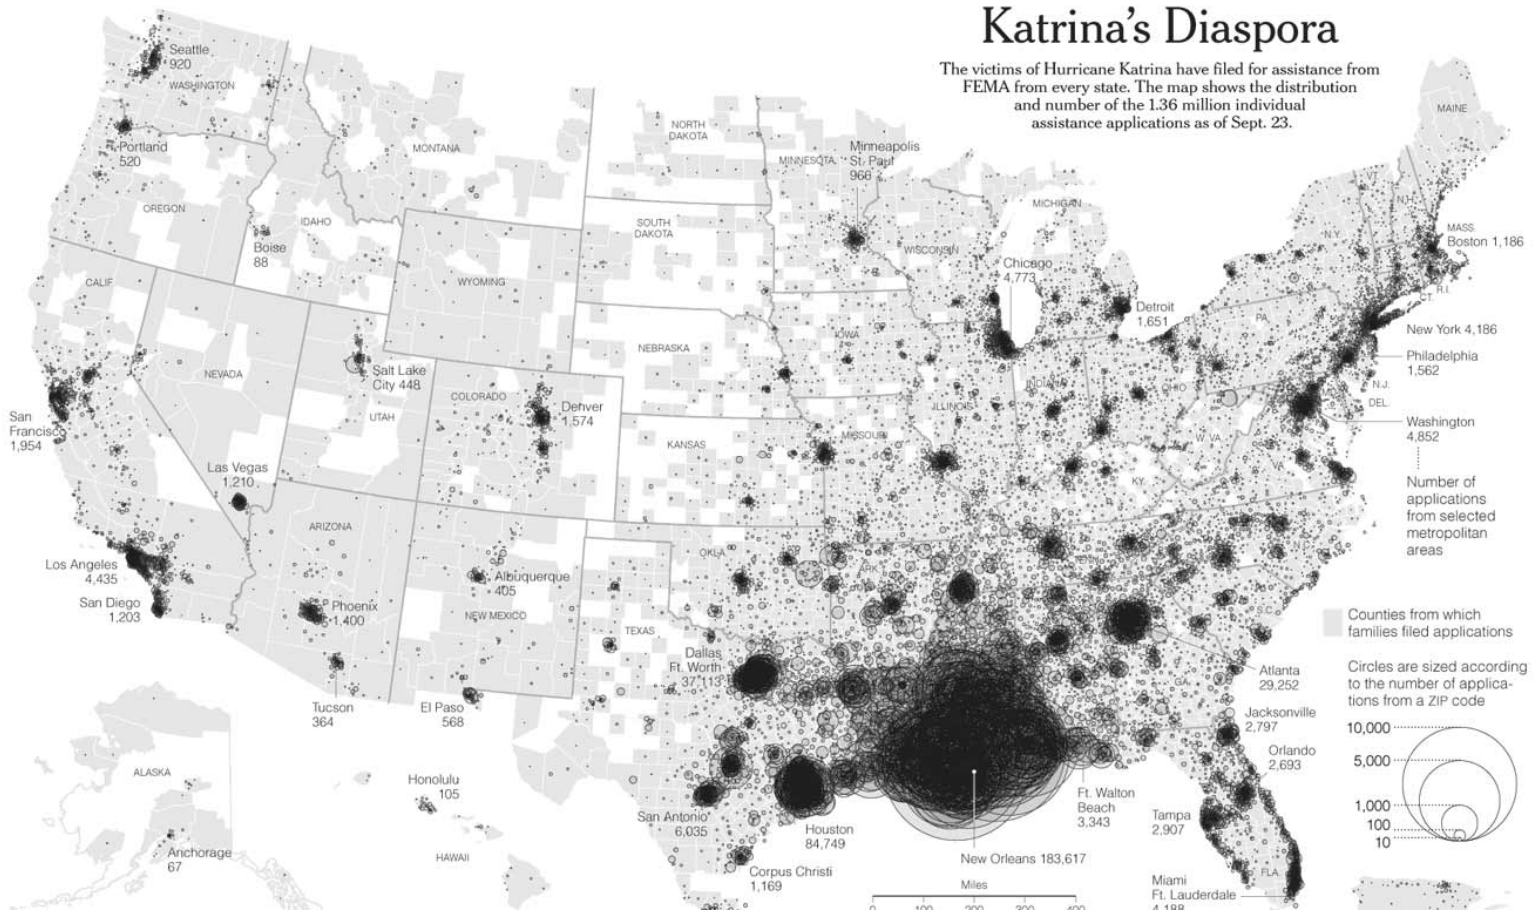 Katrina's Diaspora
The victims of Hurricane Katrina have filed for assistance from
FEMA from every state. The map shows the distribution
and number of the 1.36 million individual
assistance applications as of Sept. 23.
Seattle
920
WASHINGTON
Portland
520
OREGON
MONTANA
IDAHO
Boise
88
WYOMING
NORTH
DAKOTA
SOUTH
DAKOTA
MINNESOTA
Minneapolis
St. Paul
966
WISCONSIN
MICHIGAN
Chicago
4,773
Detroit
1,651
MAINE
V.T.
N.H.
N.Y.
MASS.
Boston 1,186
R.I.
CT.
PA.
New York 4,186
Philadelphia
1,562
N.J.
DEL.
Washington
4,852
Number of
applications
from selected
metropolitan
areas
CALIF
NEVADA
Salt Lake
City 448
UTAH
COLORADO
Denver
1,574
NEBRASKA
IOWA
KANSAS
MISSOURI
ILLINOIS
INDIANA
OHIO
W. VA.
VA.
KY.
San
Francisco
1,954
Las Vegas
1,210
ARIZONA
Los Angeles
4,435
San Diego
1,203
Phoenix
1,400
Tucson
364
Albuquerque
405
NEW MEXICO
El Paso
568
OKLA.
ARK.
TEXAS
Dallas
Ft. Worth
37,113
S.C.
GA.
Counties from which
families filed applications
Circles are sized according
to the number of applica-
tions from a ZIP code
10,000
5,000
1,000
100
10
Atlanta
29,252
Jacksonville
2,797
Orlando
2,693
Ft. Walton
Beach
3,343
Tampa
2,907
FLA.
Miami
Ft. Lauderdale
4,188
ALASKA
Anchorage
67
Honolulu
105
HAWAII
San Antonio
6,035
Houston
84,749
Corpus Christi
1,169
New Orleans 183,617
Miles
0 100 200 300 400